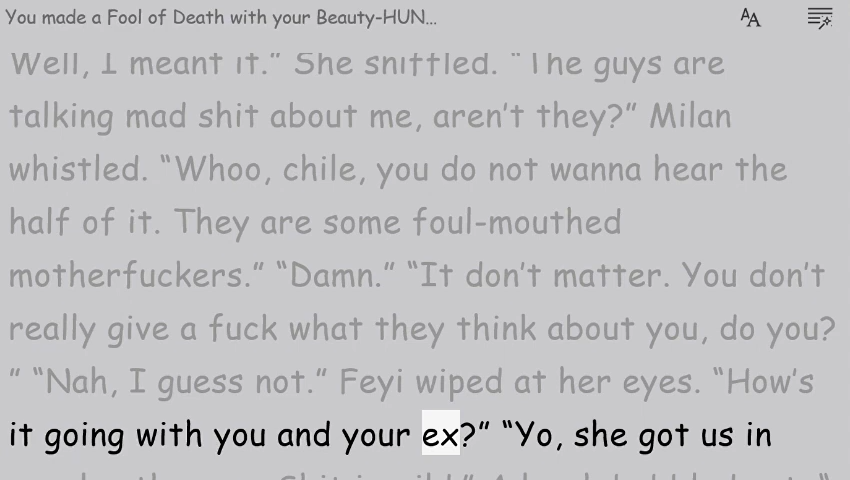 You made a Fool of Death with your Beauty-HUN...
AA
Well, I meant it.” She sniffled. “The guys are
talking mad shit about me, aren’t they?” Milan
whistled. “Whoo, chile, you do not wanna hear the
half of it. They are some foul-mouthed
motherfuckers.” “Damn.” “It don’t matter. You don’t
really give a fuck what they think about you, do you?
” “Nah, I guess not.” Feyi wiped at her eyes. “How’s
it going with you and your ex?” “Yo, she got us in